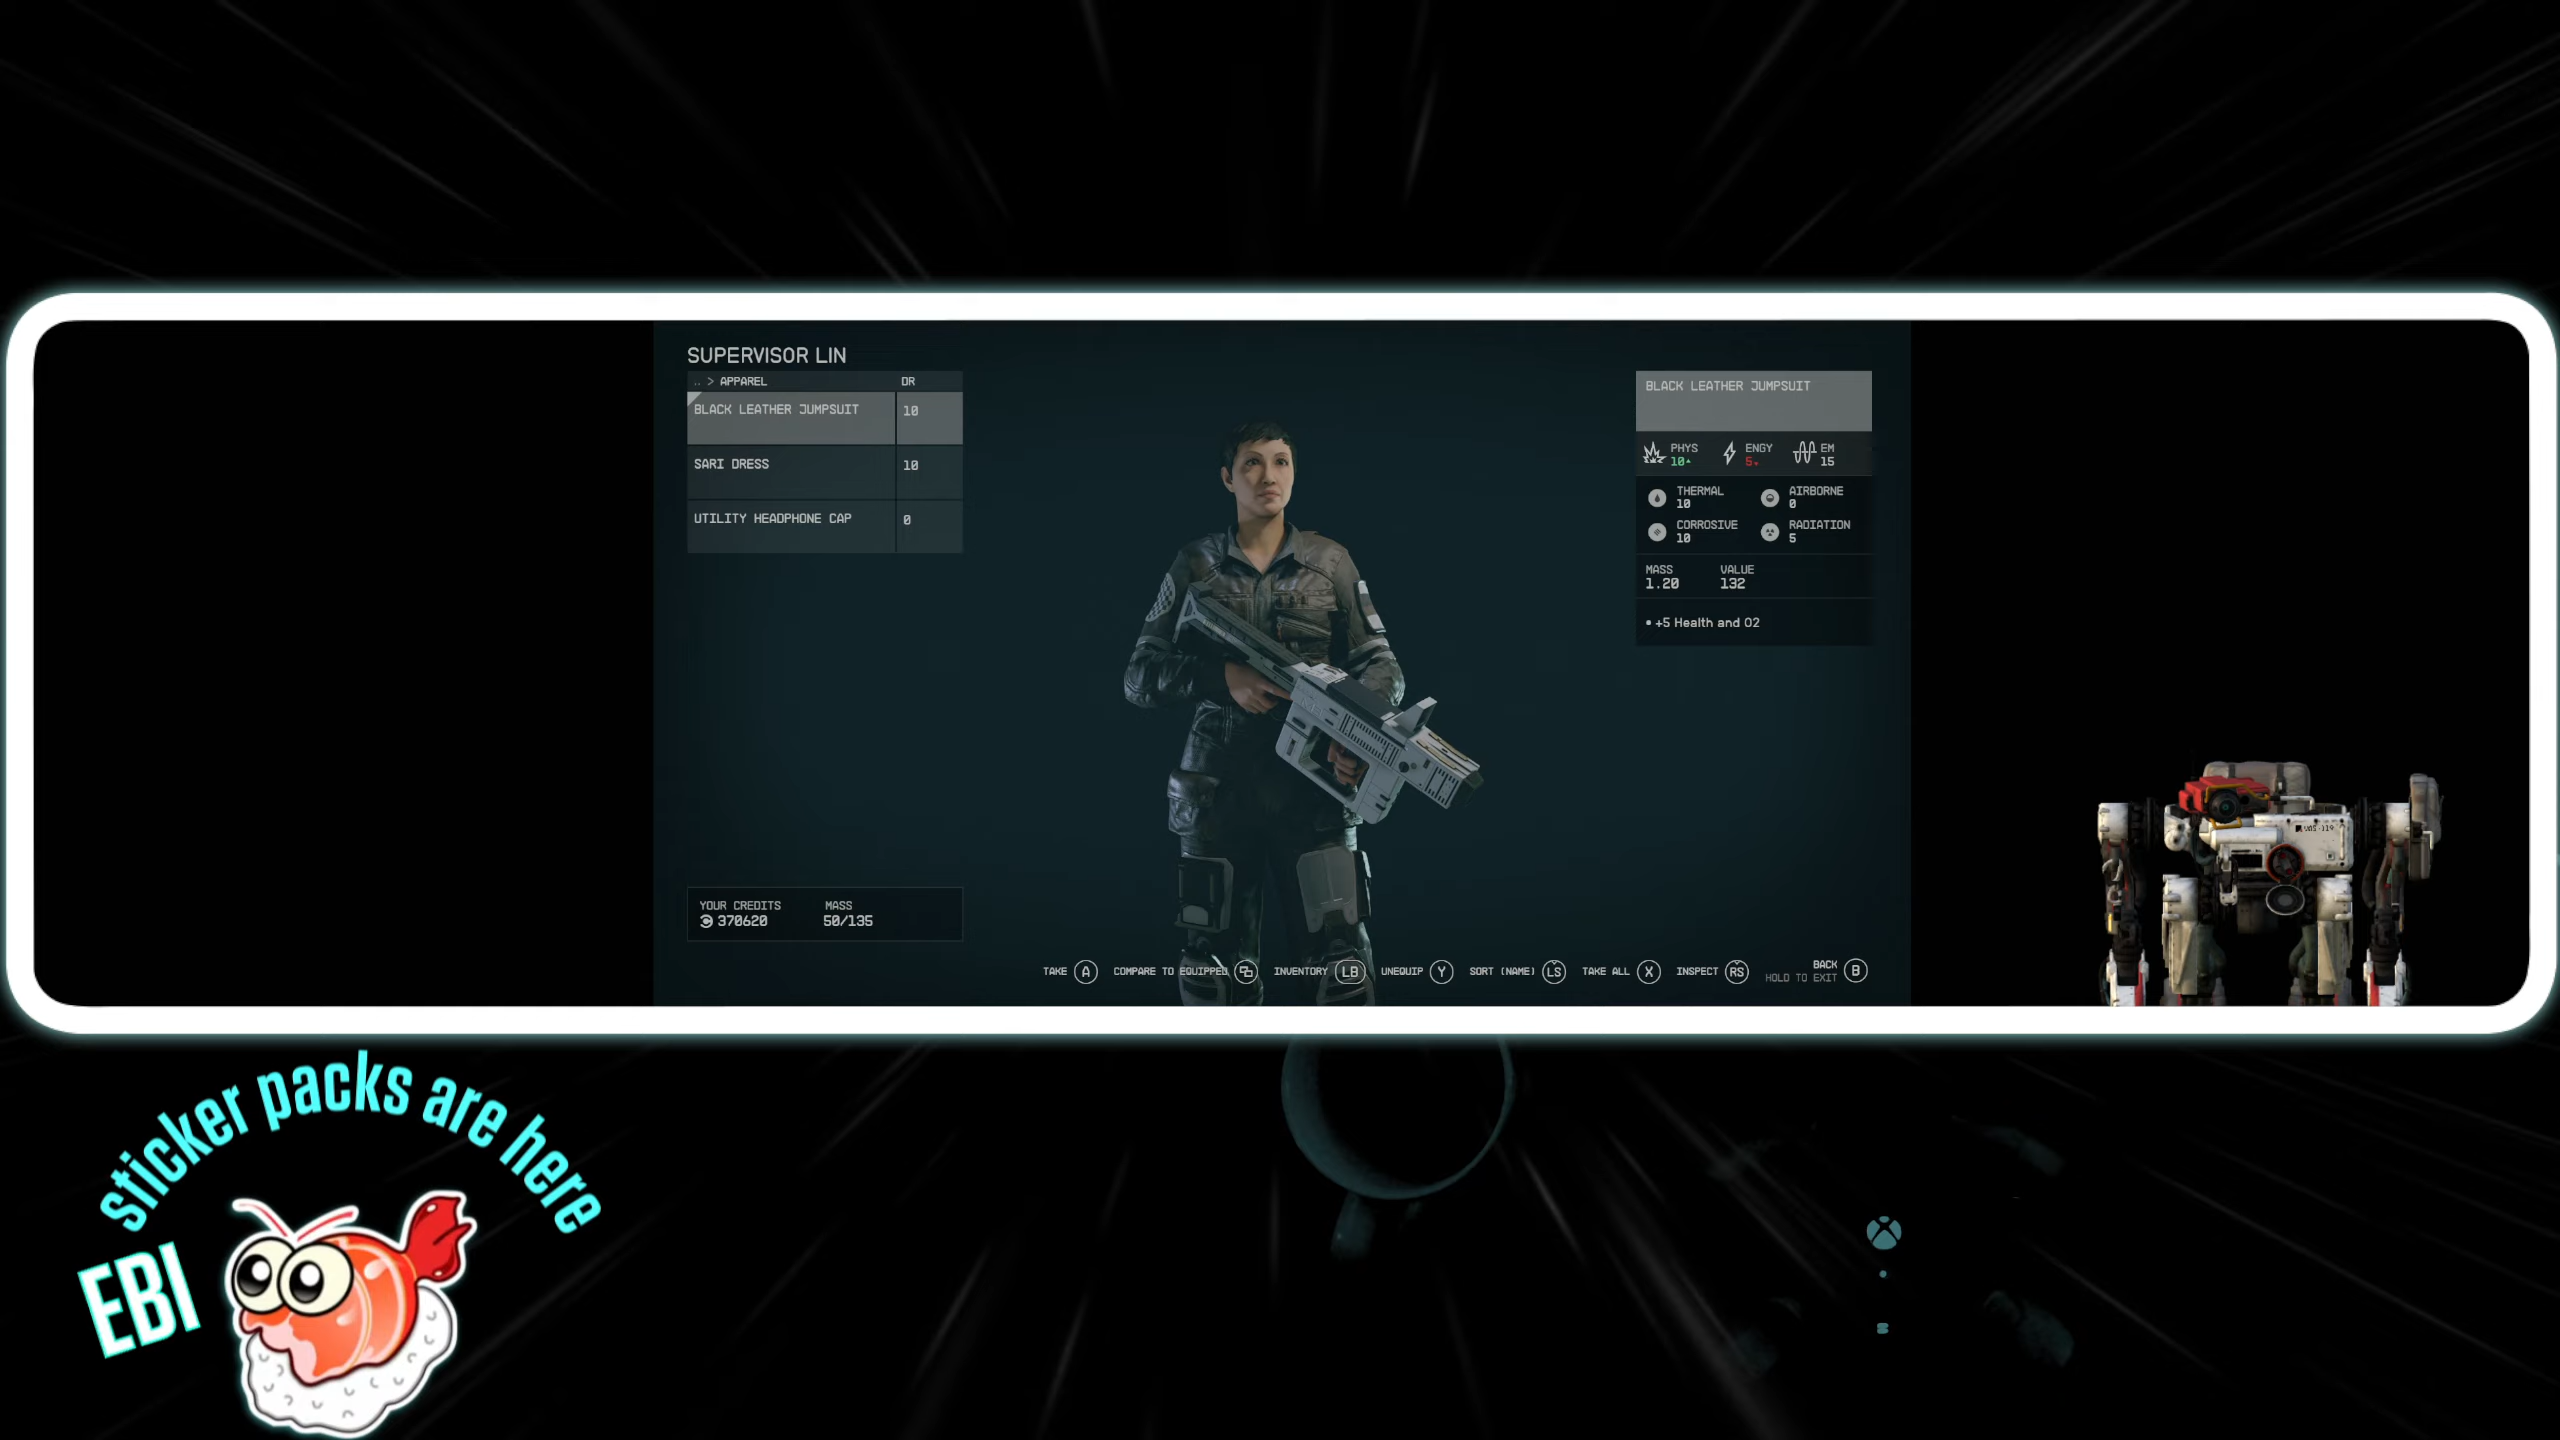 SUPERVISOR LIN
.. > APPAREL DR
BLACK LEATHER JUMPSUIT 10
SARI DRESS 10
UTILITY HEADPHONE CAP 0
BLACK LEATHER JUMPSUIT
PHYS ENGY EM
10 5 15
THERMAL AIRBORNE
10 0
CORROSIVE RADIATION
10 5
MASS VALUE
1.20 132
• +5 Health and O2
YOUR CREDITS MASS
370620 50/135
TAKE A COMPARE TO EQUIPPED INVENTORY LB UNEQUIP Y SORT (NAME) LS TAKE ALL X INSPECT RS BACK B
HOLD TO EXIT
sticker packs are here
EBI